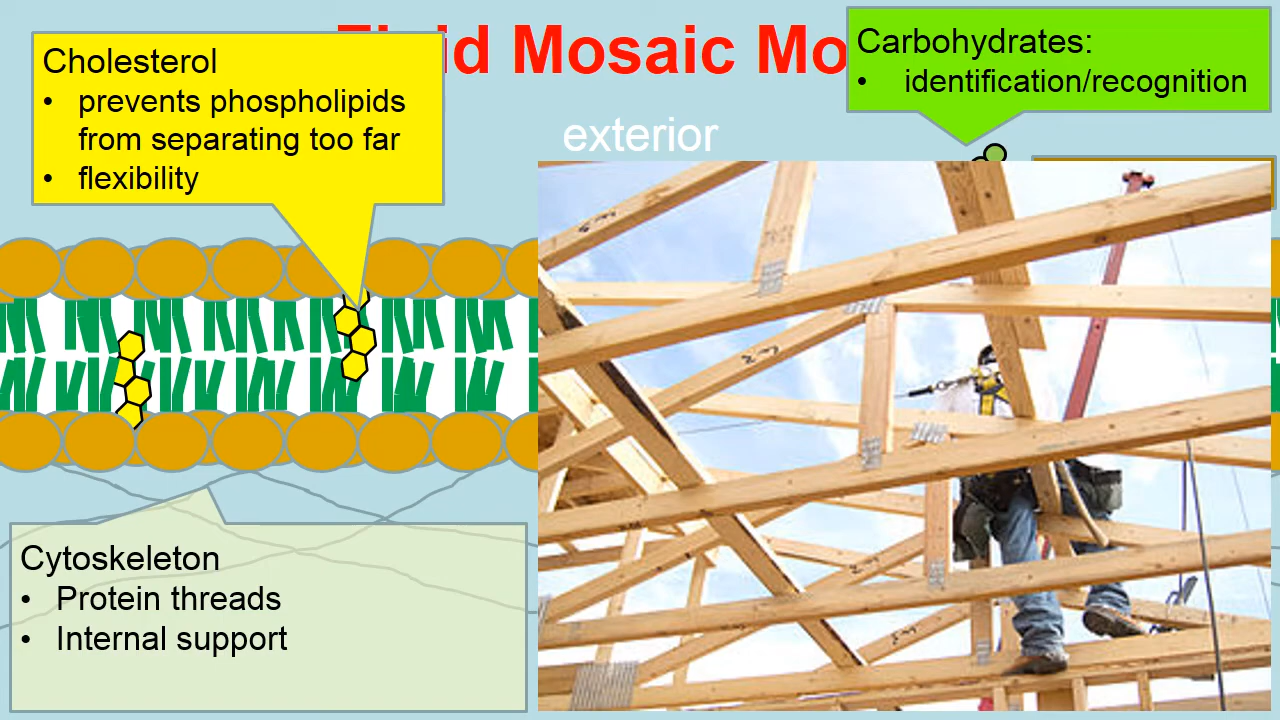 Fluid Mosaic Mo
Cholesterol
• prevents phospholipids
from separating too far
• flexibility
Carbohydrates:
• identification/recognition
exterior
Cytoskeleton
• Protein threads
• Internal support